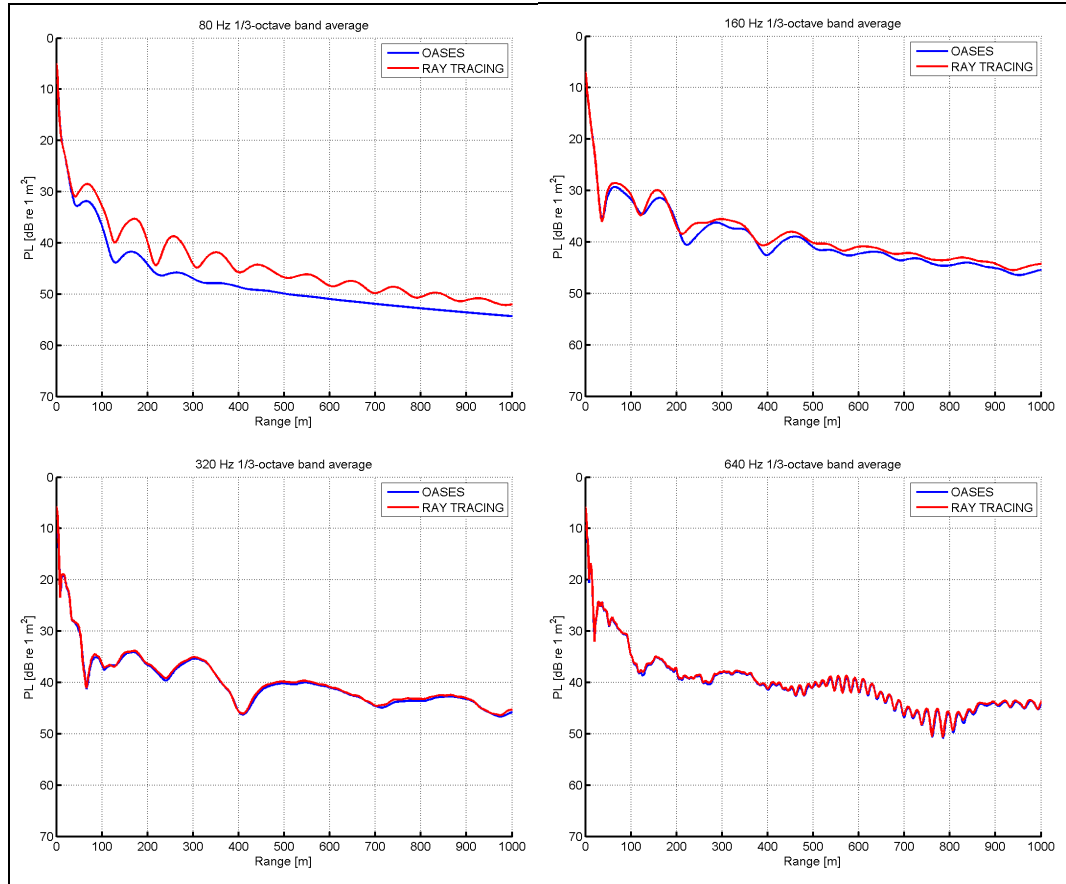 80 Hz 1/3-octave band average
OASES
RAY TRACING
0
10
20
30
40
50
60
70
PL [dB re 1 m²]
0 100 200 300 400 500 600 700 800 900 1000
Range [m]
160 Hz 1/3-octave band average
OASES
RAY TRACING
0
10
20
30
40
50
60
70
PL [dB re 1 m²]
0 100 200 300 400 500 600 700 800 900 1000
Range [m]
320 Hz 1/3-octave band average
OASES
RAY TRACING
0
10
20
30
40
50
60
70
PL [dB re 1 m²]
0 100 200 300 400 500 600 700 800 900 1000
Range [m]
640 Hz 1/3-octave band average
OASES
RAY TRACING
0
10
20
30
40
50
60
70
PL [dB re 1 m²]
0 100 200 300 400 500 600 700 800 900 1000
Range [m]